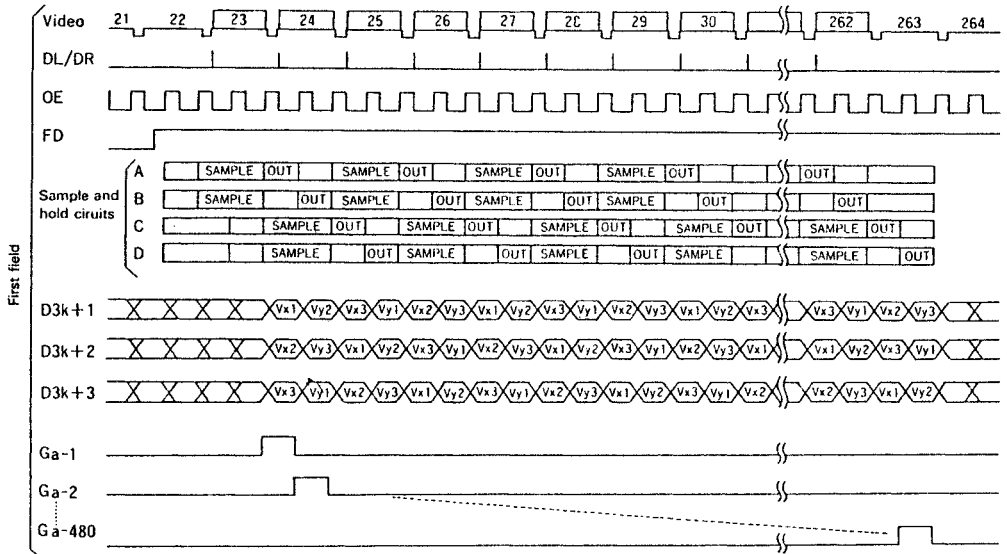 Video 21 22 23 24 25 26 27 28 29 30 262 263 264
DL/DR
OE
FD
First field
Sample and
hold ciruits
A SAMPLE OUT SAMPLE OUT SAMPLE OUT SAMPLE OUT OUT
B SAMPLE OUT SAMPLE OUT SAMPLE OUT SAMPLE OUT OUT
C SAMPLE OUT SAMPLE OUT SAMPLE OUT SAMPLE OUT SAMPLE OUT
D SAMPLE OUT SAMPLE OUT SAMPLE OUT SAMPLE SAMPLE OUT
D3k+1 Vx1 Vy2 Vx3 Vy1 Vx2 Vy3 Vx1 Vy2 Vx3 Vy1 Vx2 Vy3 Vx1 Vy2 Vx3 Vx3 Vy1 Vx2 Vy3
D3k+2 Vx2 Vy3 Vx1 Vy2 Vx3 Vy1 Vx2 Vy3 Vx1 Vy2 Vx3 Vy1 Vx2 Vy3 Vx1 Vx1 Vy2 Vx3 Vy1
D3k+3 Vx3 Vy1 Vx2 Vy3 Vx1 Vy2 Vx3 Vy1 Vx2 Vy3 Vx1 Vy2 Vx3 Vy1 Vx2 Vx2 Vy3 Vx1 Vy2
Ga-1
Ga-2
Ga-480